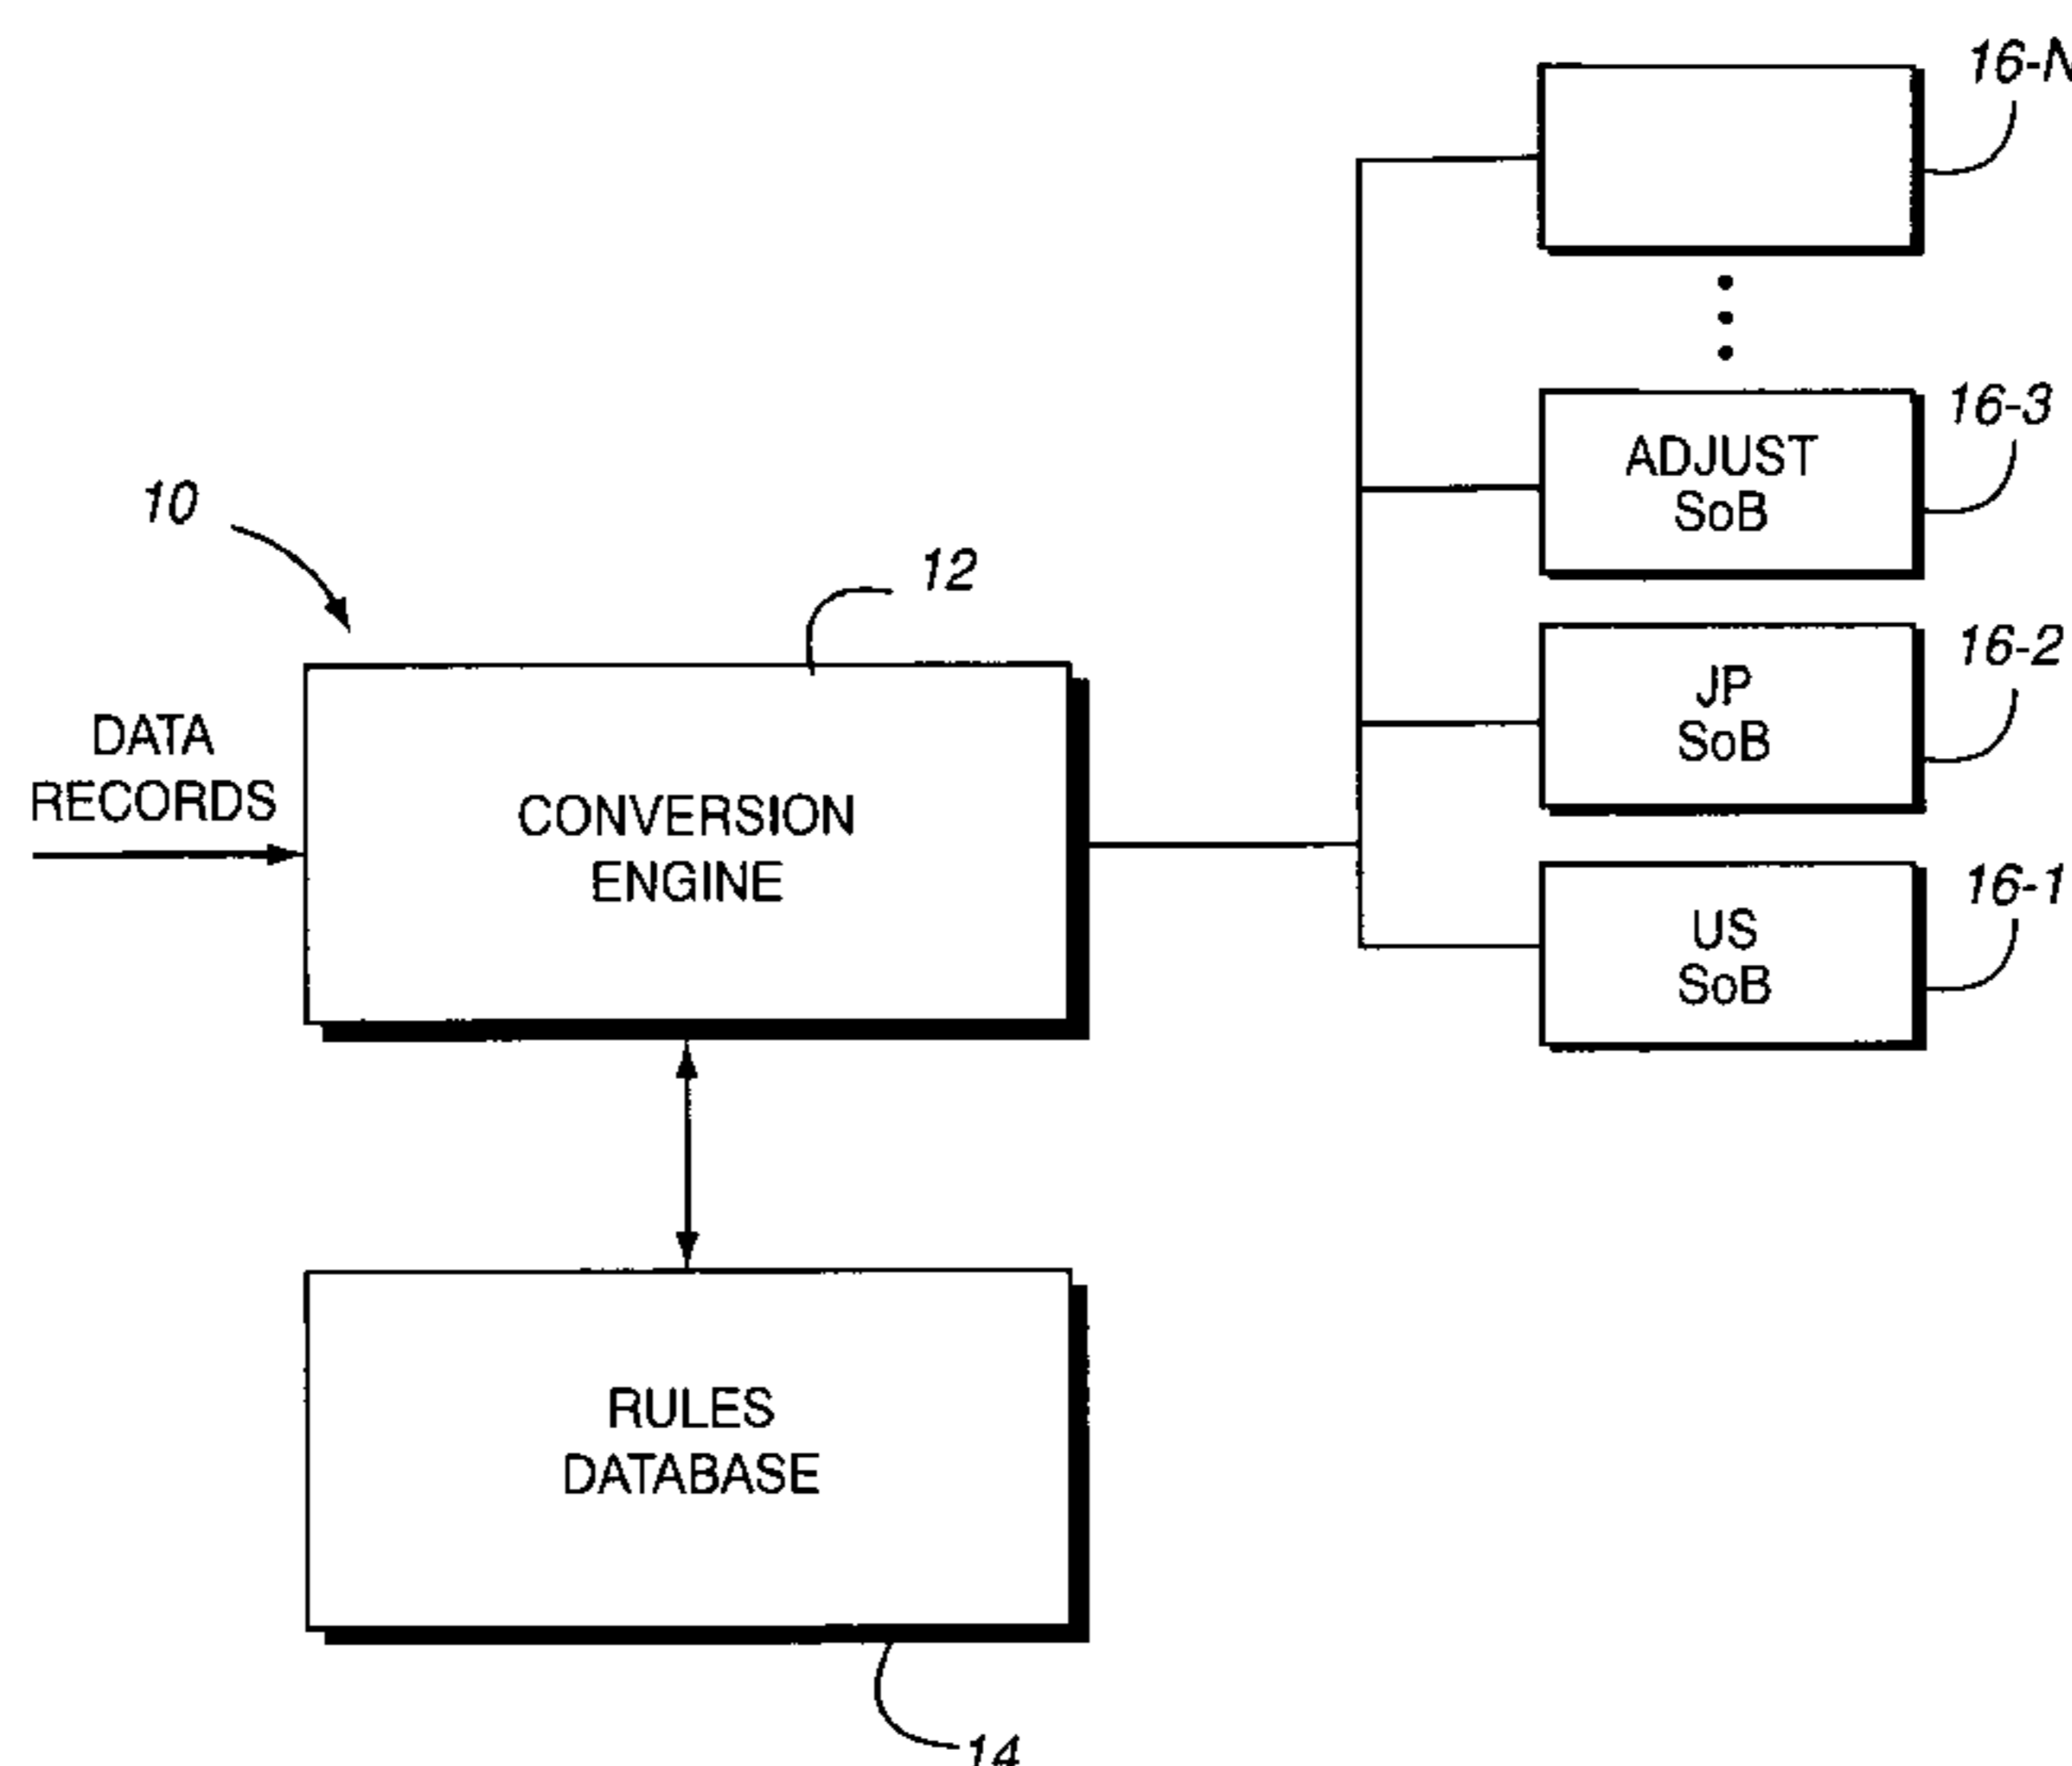 16-N
16-3
ADJUST
SoB
10
12
16-2
JP
SoB
DATA
RECORDS
CONVERSION
ENGINE
16-1
US
SoB
RULES
DATABASE
14